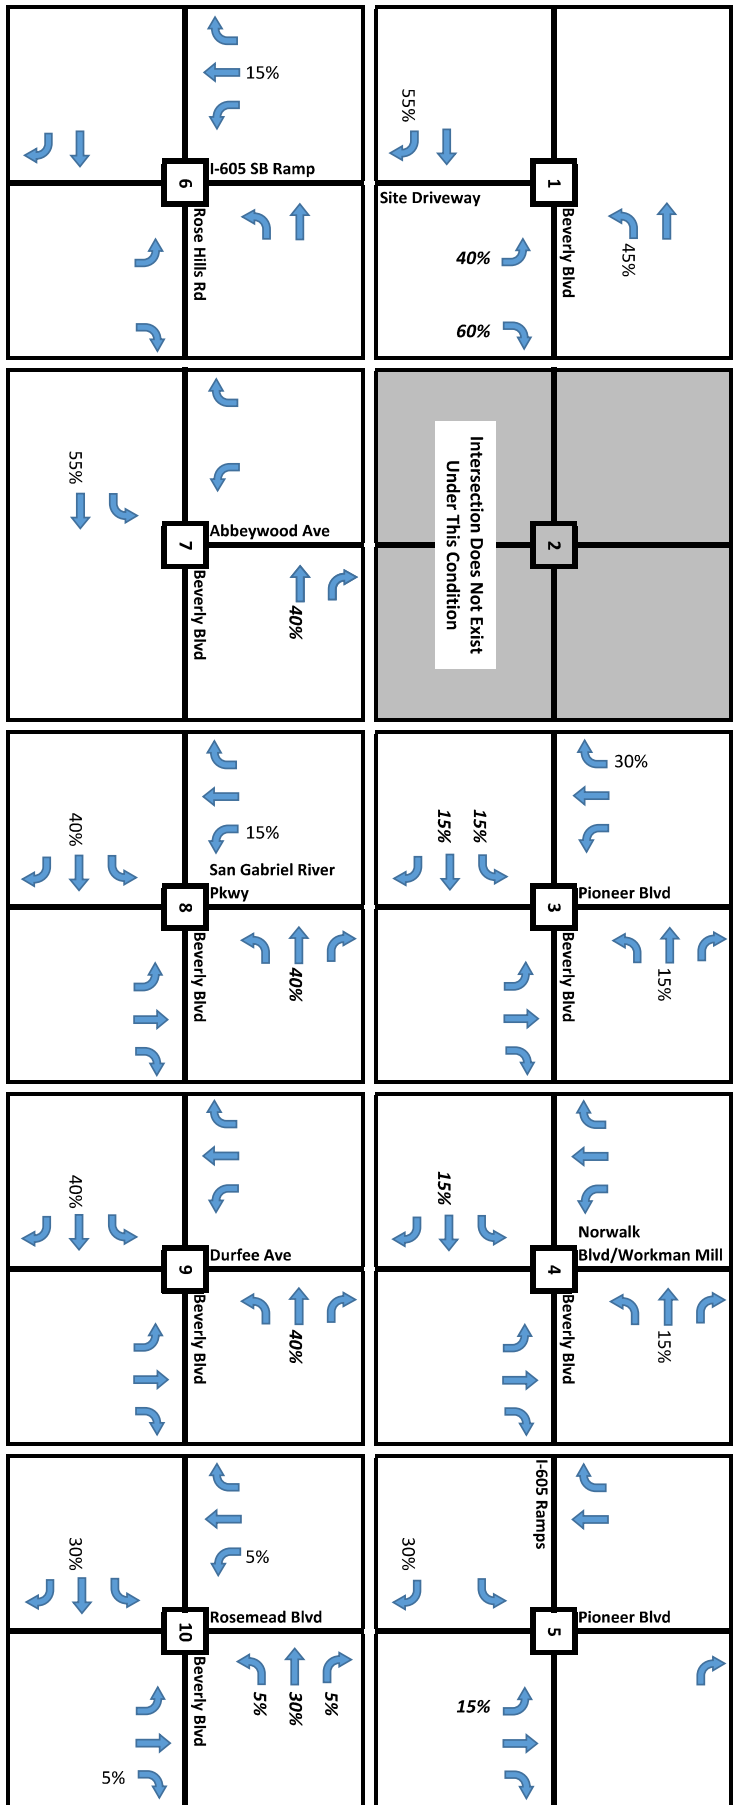 55%
Site Driveway
1
Beverly Blvd
45%
40%
60%
2
Intersection Does Not Exist
Under This Condition
30%
15%
15%
Pioneer Blvd
3
Beverly Blvd
15%
15%
Norwalk
Blvd/Workman Mill
4
Beverly Blvd
15%
I-605 Ramps
30%
Pioneer Blvd
5
15%
15%
I-605 SB Ramp
6
Rose Hills Rd
55%
Abbeywood Ave
7
Beverly Blvd
40%
40%
15%
San Gabriel River
Pkwy
8
Beverly Blvd
40%
40%
Durfee Ave
9
Beverly Blvd
40%
30%
5%
Rosemead Blvd
10
Beverly Blvd
5%
30%
5%
5%